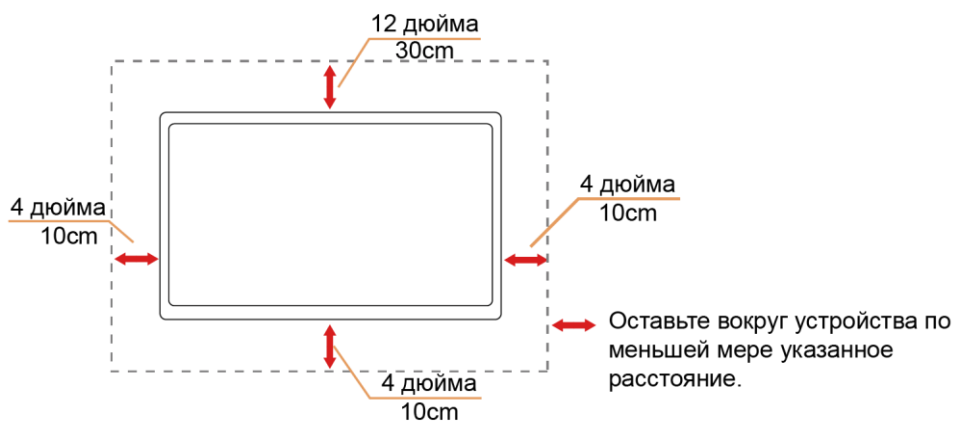 12 дюйма
30cm
4 дюйма
10cm
4 дюйма
10cm
4 дюйма
10cm
Оставьте вокруг устройства по
меньшей мере указанное
расстояние.